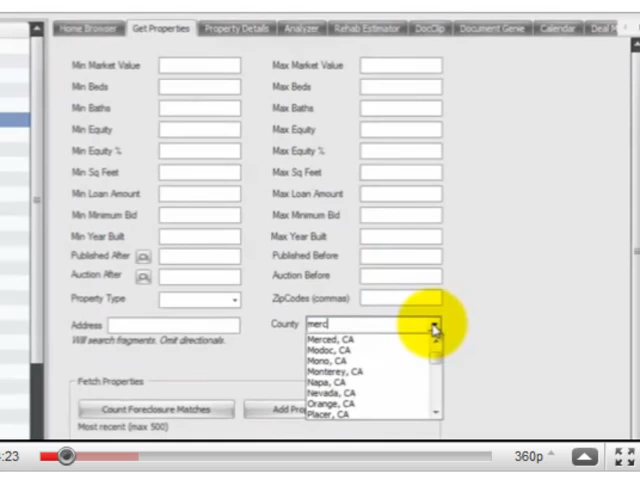 Home Browser Get Properties Property Details Analyzer Rehab Estimator DocClip Document Genie Calendar Deal M
Min Market Value Max Market Value
Min Beds Max Beds
Min Baths Max Baths
Min Equity Max Equity
Min Equity % Max Equity %
Min Sq Feet Max Sq Feet
Min Loan Amount Max Loan Amount
Min Minimum Bid Max Minimum Bid
Min Year Built Max Year Built
Published After Published Before
Auction After Auction Before
Property Type ZipCodes (commas)
Address County merc
Will search fragments. Omit directionals.
Merced, CA
Modoc, CA
Mono, CA
Monterey, CA
Napa, CA
Nevada, CA
Orange, CA
Placer, CA
Fetch Properties
Count Foreclosure Matches Add Pro
Most recent (max 500)
:23 360p